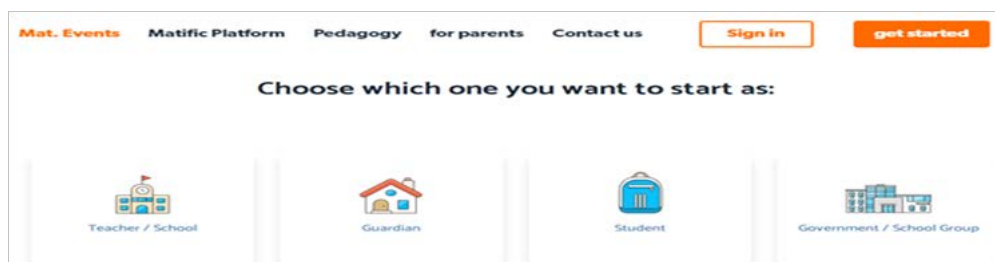 Mat. Events Matific Platform Pedagogy for parents Contact us Sign in get started
Choose which one you want to start as:
Teacher / School Guardian Student Government / School Group